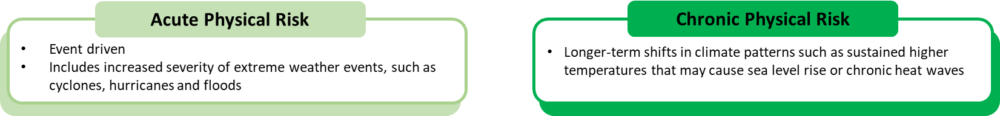 Acute Physical Risk
• Event driven
• Includes increased severity of extreme weather events, such as
cyclones, hurricanes and floods
Chronic Physical Risk
• Longer-term shifts in climate patterns such as sustained higher
temperatures that may cause sea level rise or chronic heat waves